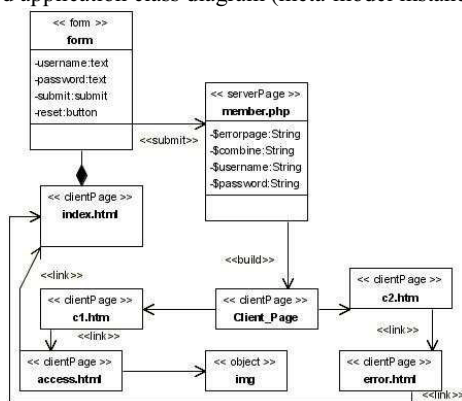 d application class diagram (meta-model instance
<< form >>
form
-username:text
-password:text
-submit:submit
-reset:button
<<submit>>
<< serverPage >>
member.php
-$errorpage:String
-$combine:String
-$username:String
-$password:String
<< clientPage >>
index.html
<<build>>
<<link>>
<< clientPage >>
c1.htm
<< clientPage >>
Client_Page
<< clientPage >>
c2.htm
<<link>>
<<link>>
<< clientPage >>
access.html
<< object >>
img
<< clientPage >>
error.html
<<link>>